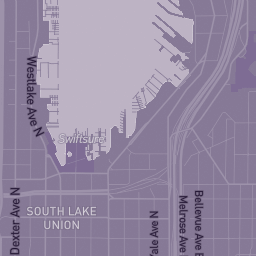 Westlake Ave N
Swiftsure
Dexter Ave N
SOUTH LAKE
UNION
Yale Ave N
Melrose Ave E
Bellevue Ave E